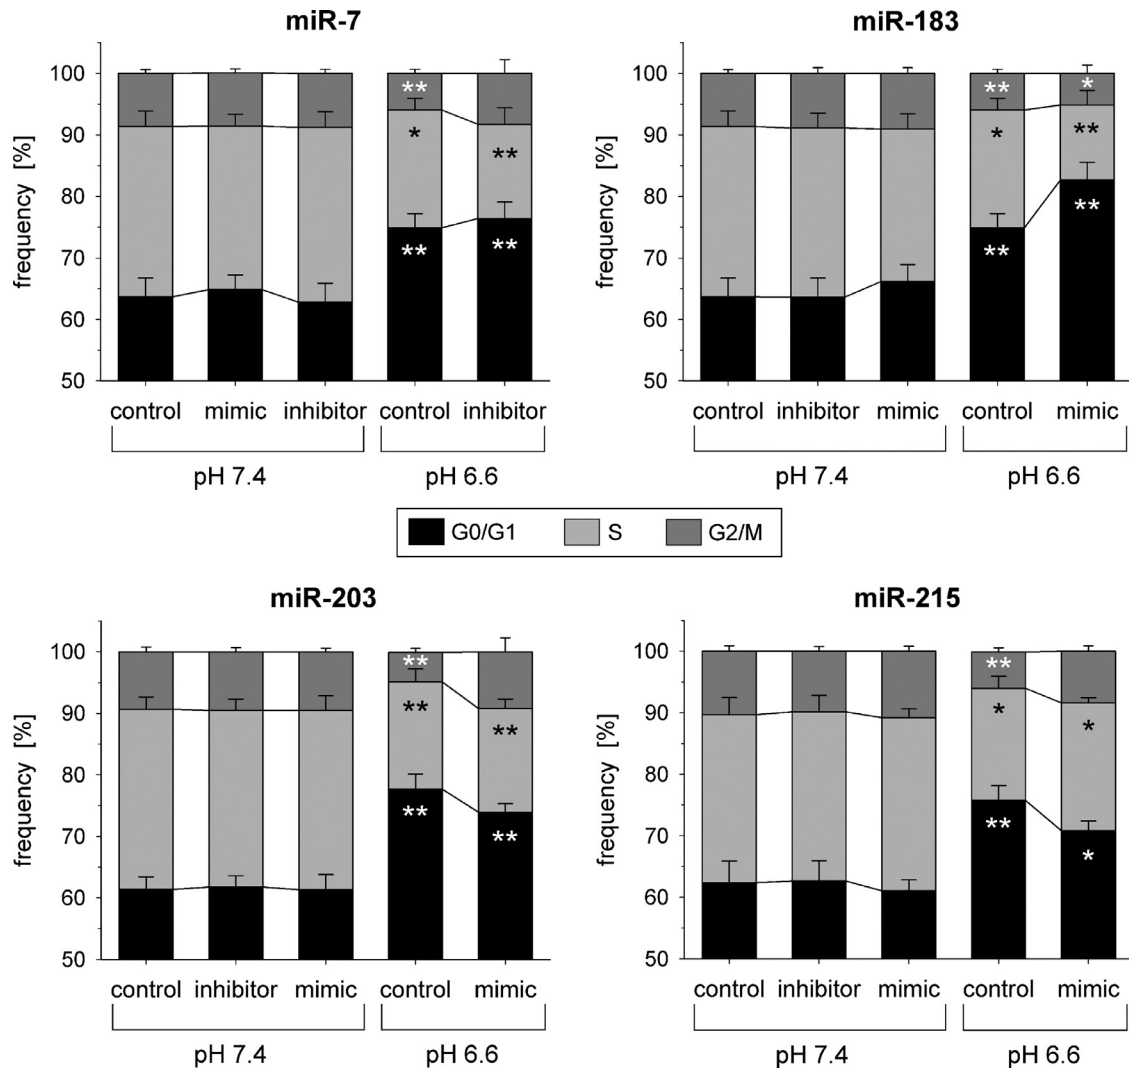 miR-7
100
90
80
70
60
50
frequency [%]
**
*
**
**
**
control mimic inhibitor control inhibitor
pH 7.4 pH 6.6
miR-183
100
90
80
70
60
50
frequency [%]
** *
* **
** **
control inhibitor mimic control mimic
pH 7.4 pH 6.6
G0/G1 S G2/M
miR-203
100
90
80
70
60
50
frequency [%]
**
** **
** **
control inhibitor mimic control mimic
pH 7.4 pH 6.6
miR-215
100
90
80
70
60
50
frequency [%]
**
* *
** *
control inhibitor mimic control mimic
pH 7.4 pH 6.6